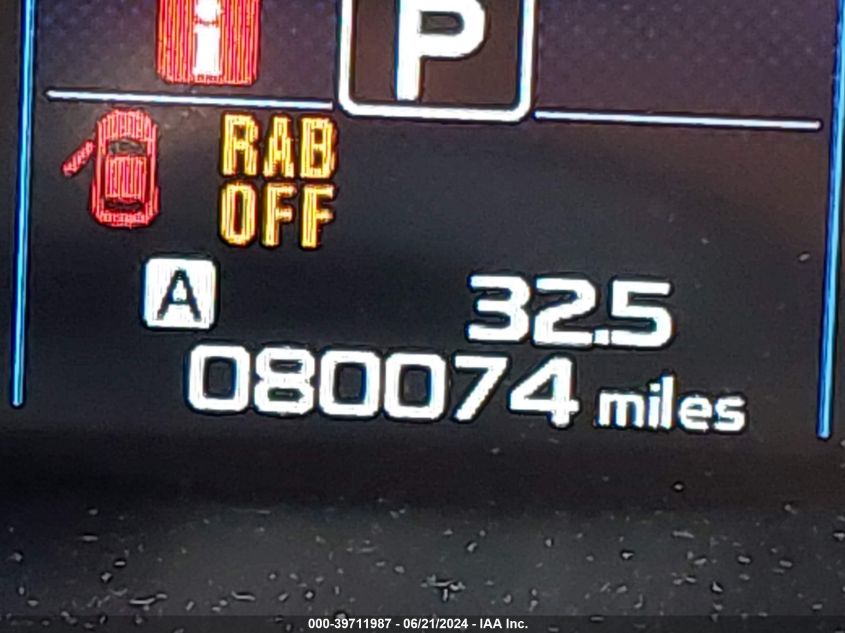 i
P
RAB
OFF
A 32.5
080074 miles
000-39711987 - 06/21/2024 - IAA Inc.